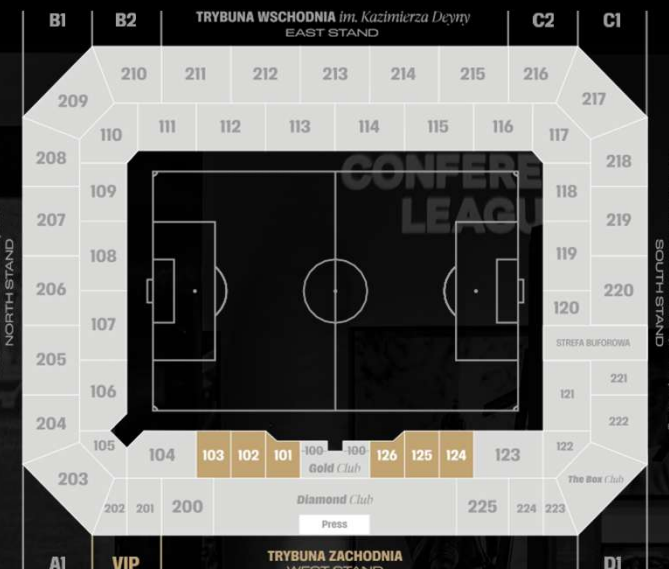 B1
B2
TRYBUNA WSCHODNIA im. Kazimierza Deyny
EAST STAND
C2
C1
210
211
212
213
214
215
216
209
217
110
111
112
113
114
115
116
117
208
218
CONFERE
LEAGU
109
118
207
219
108
119
206
220
NORTH STAND
SOUTH STAND
107
120
STREFA BUFOROWA
205
221
106
121
204
222
105
104
103
102
101
100
100
126
125
124
123
122
Gold Club
203
The Box Club
202
201
200
Diamond Club
225
224
223
Press
A1
VIP
TRYBUNA ZACHODNIA
WEST STAND
D1